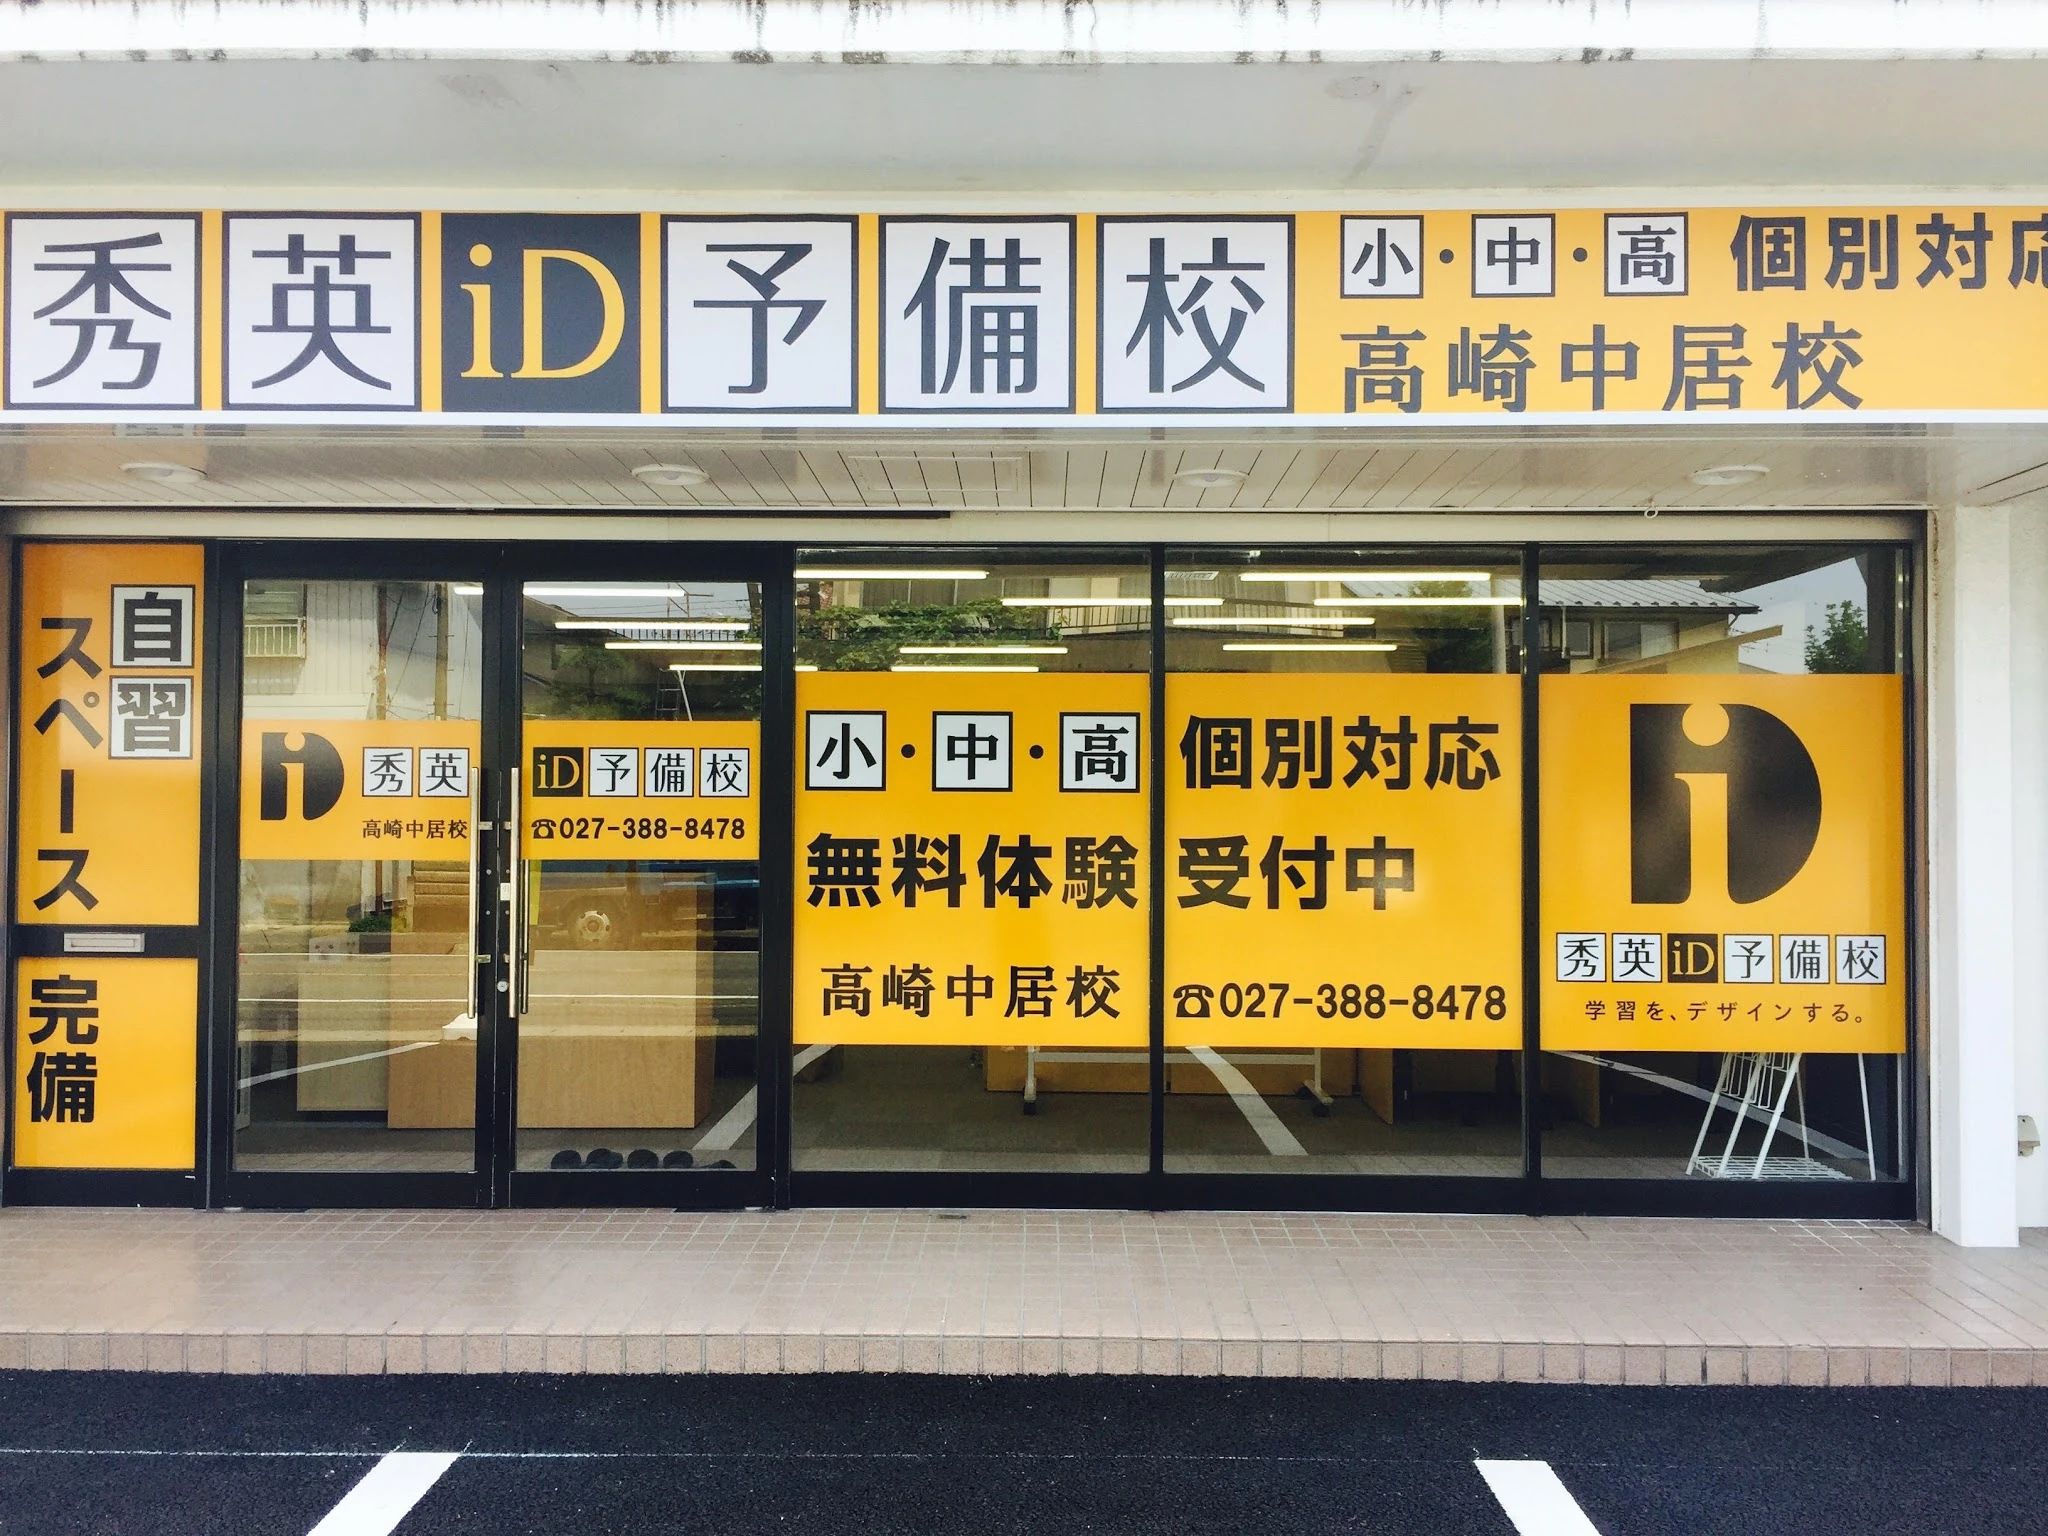 秀英iD予備校
小・中・高 個別対応
高崎中居校
自習
スペース
完備
iD 秀英iD予備校
高崎中居校 ☎027-388-8478
小・中・高 個別対応
無料体験受付中
高崎中居校 ☎027-388-8478
iD
秀英iD予備校
学習を、デザインする。